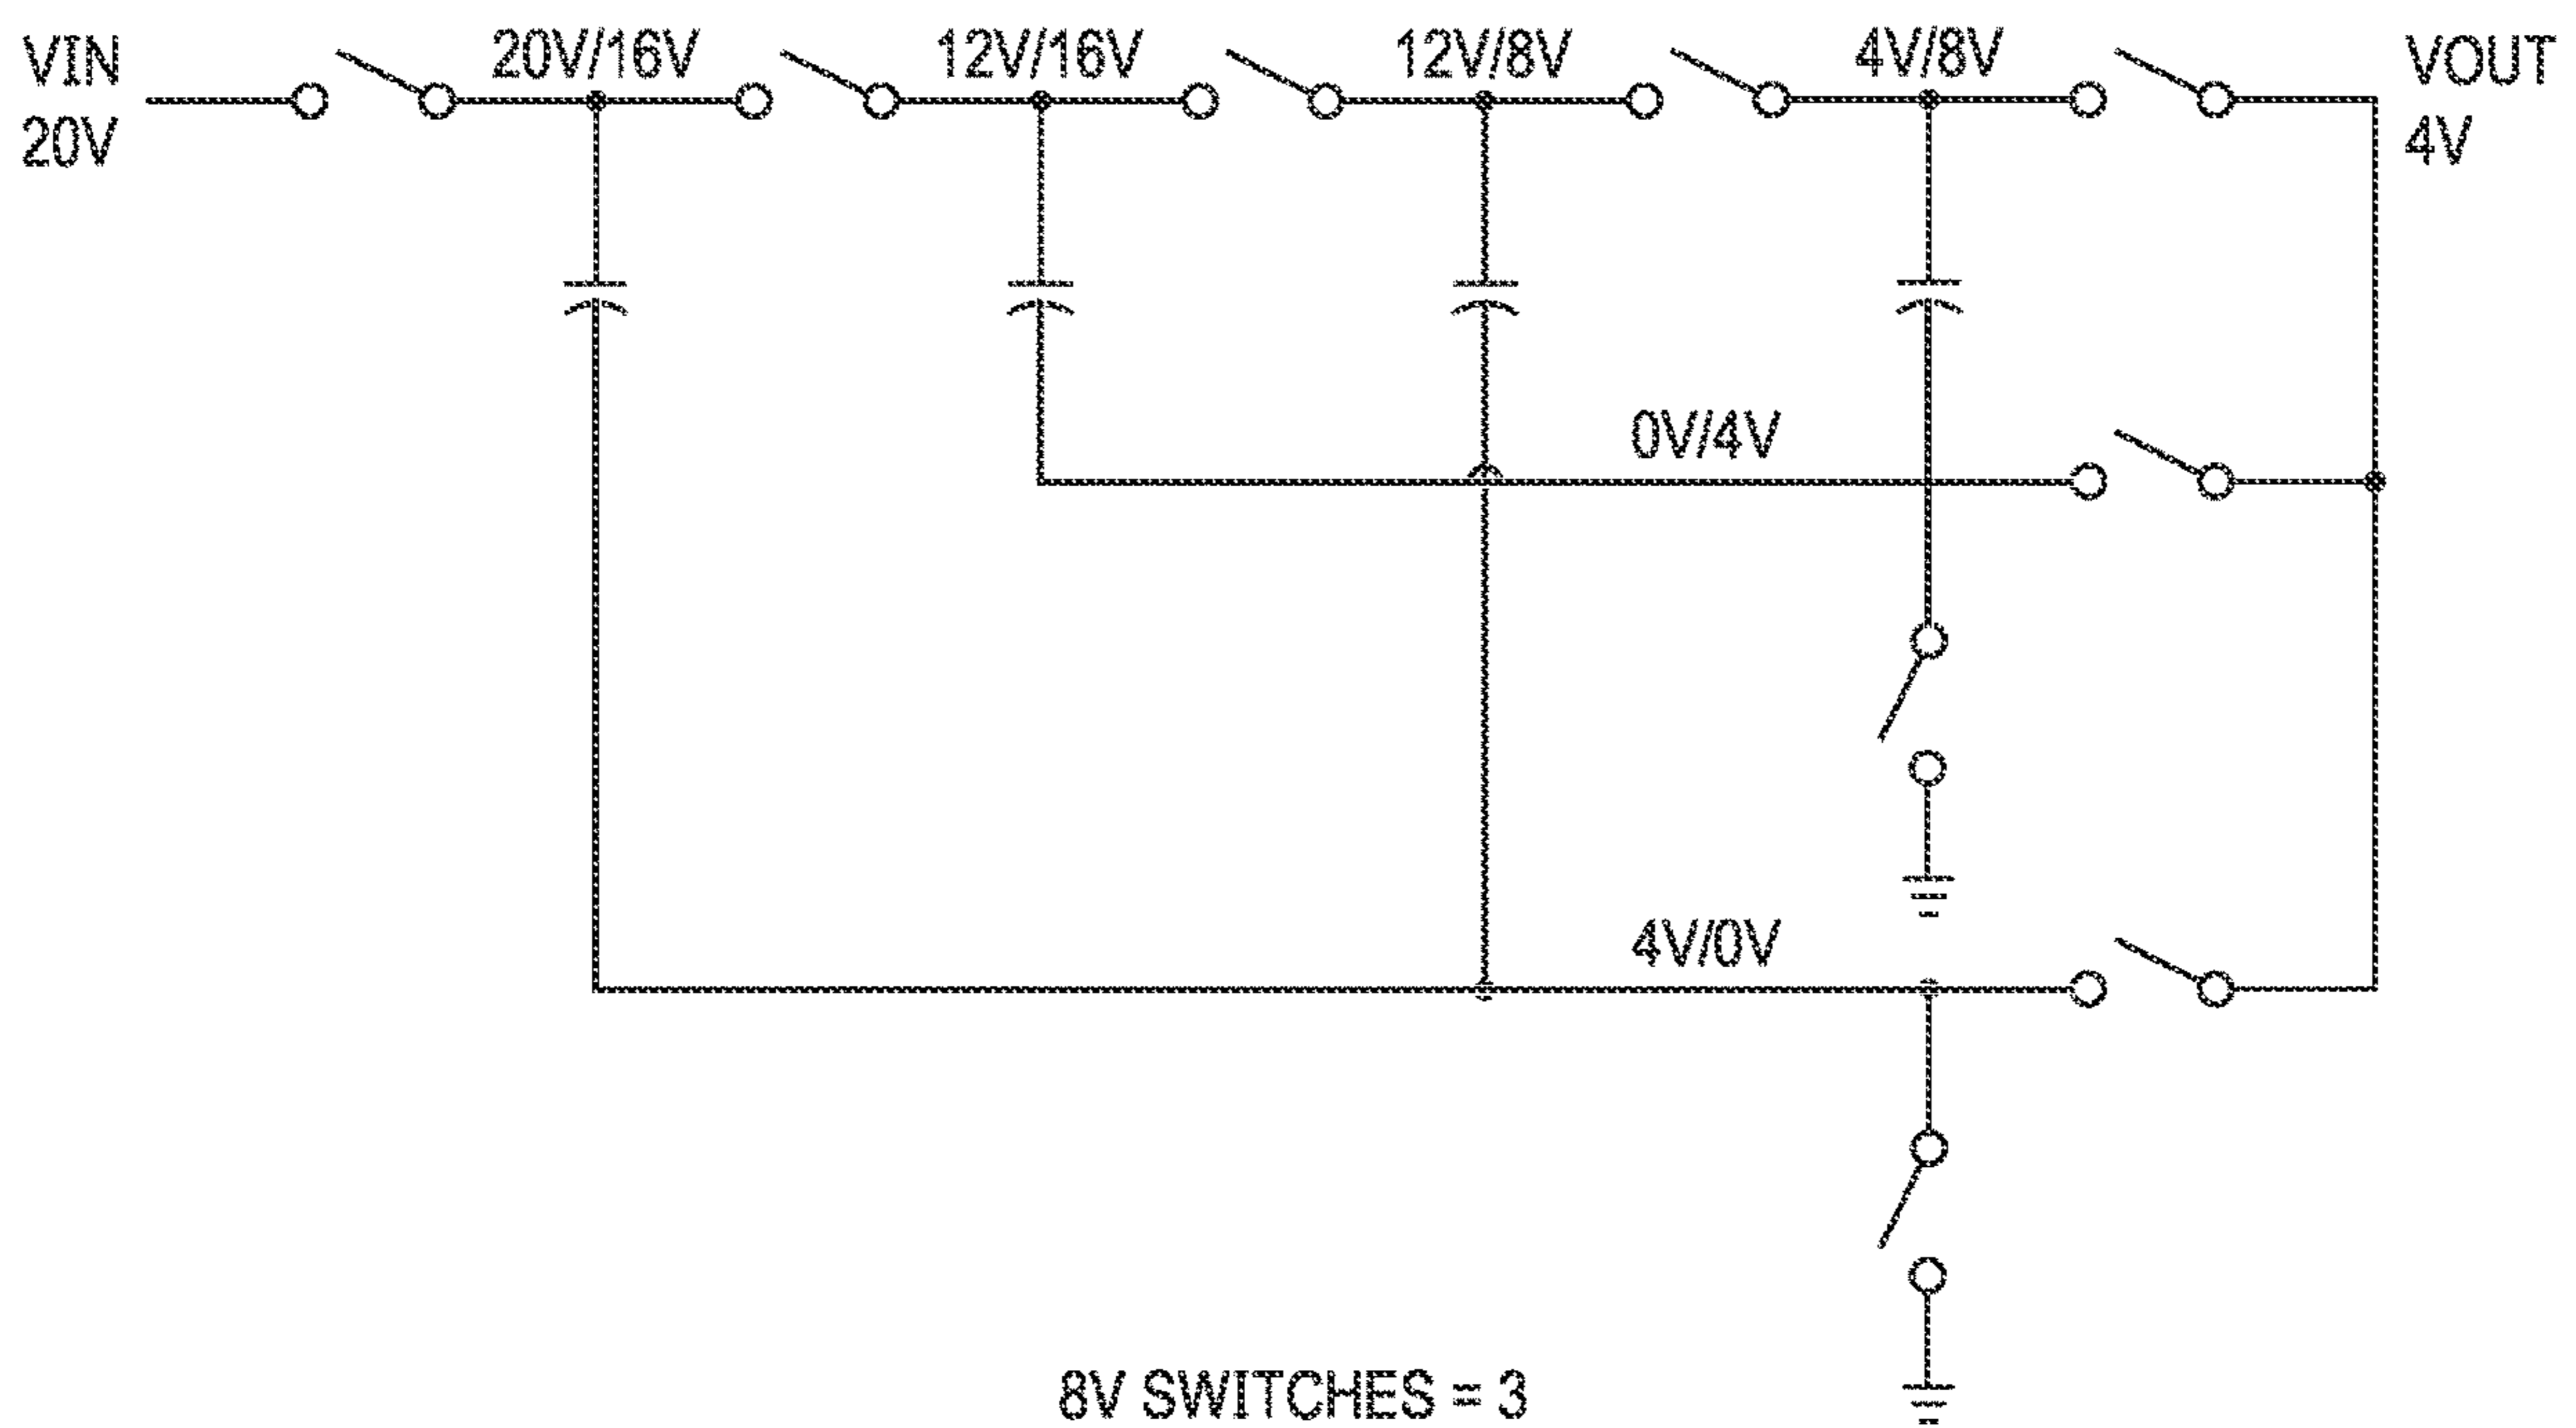 VIN
20V
20V/16V
12V/16V
12V/8V
4V/8V
VOUT
4V
0V/4V
4V/0V
8V SWITCHES = 3